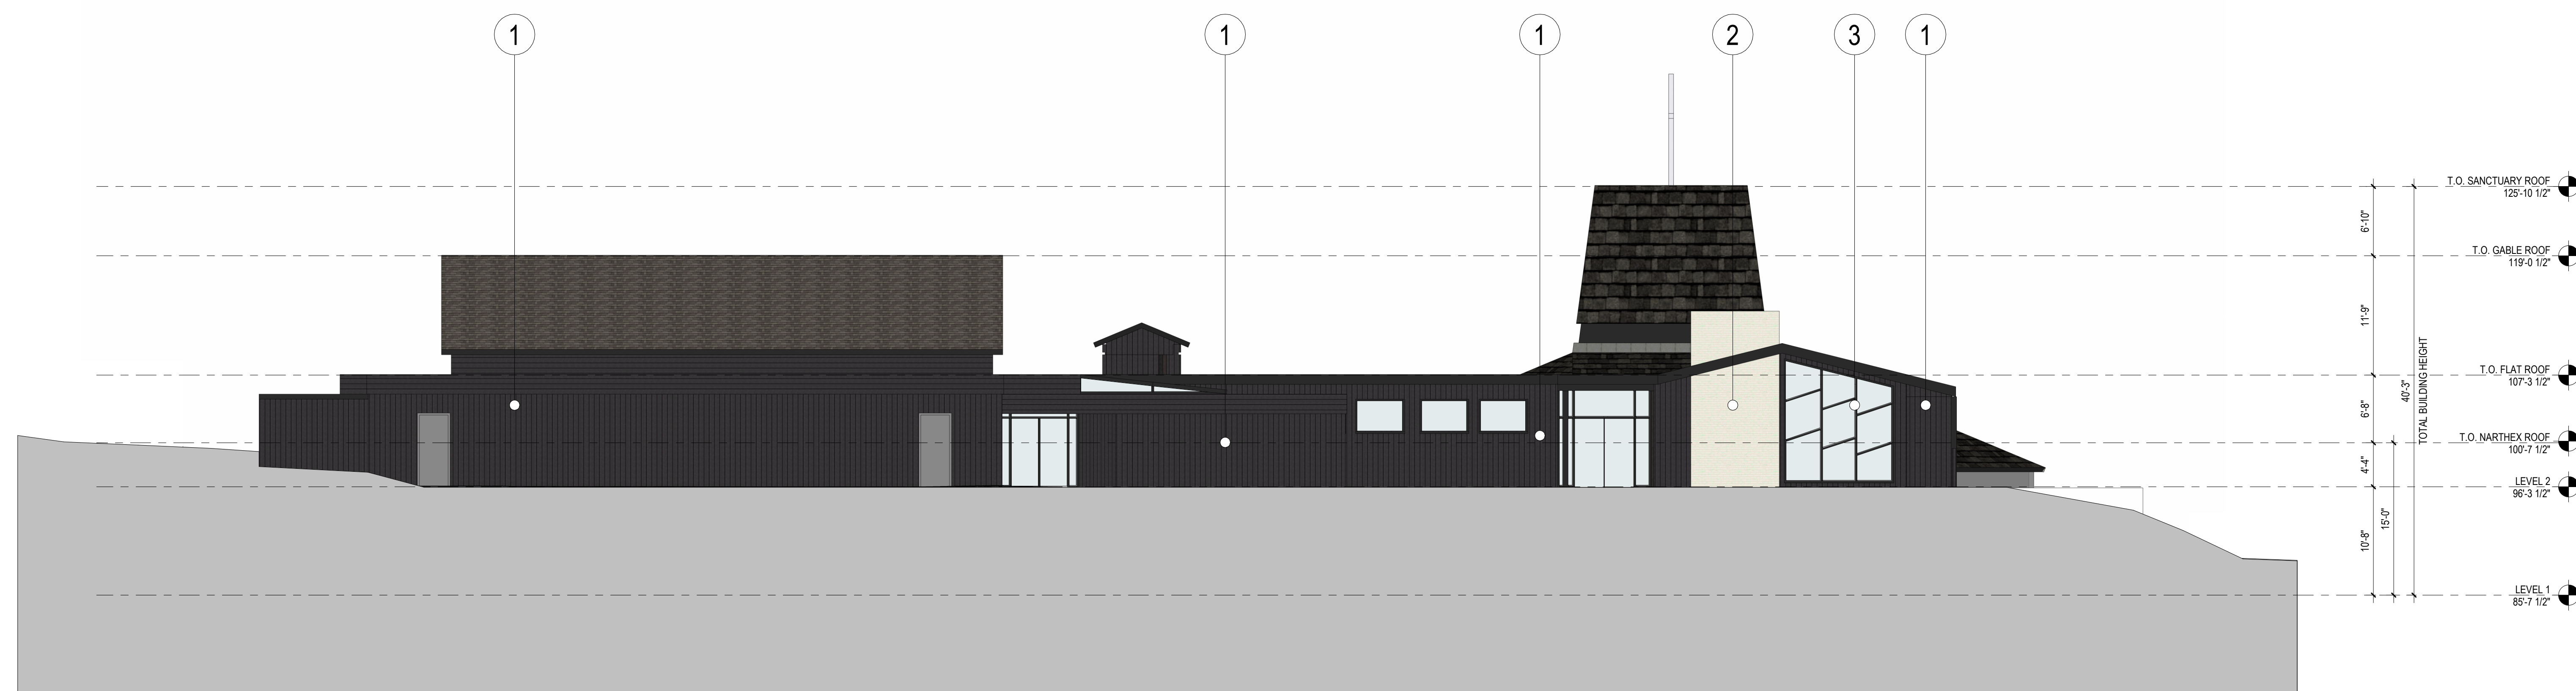 1
1
1
2
3
1
T.O. SANCTUARY ROOF
125'-10 1/2"
6'-10"
T.O. GABLE ROOF
119'-0 1/2"
11'-9"
T.O. FLAT ROOF
107'-3 1/2"
6'-8"
40'-3"
TOTAL BUILDING HEIGHT
T.O. NARTHEX ROOF
100'-7 1/2"
4'-4"
LEVEL 2
96'-3 1/2"
15'-0"
10'-8"
LEVEL 1
85'-7 1/2"